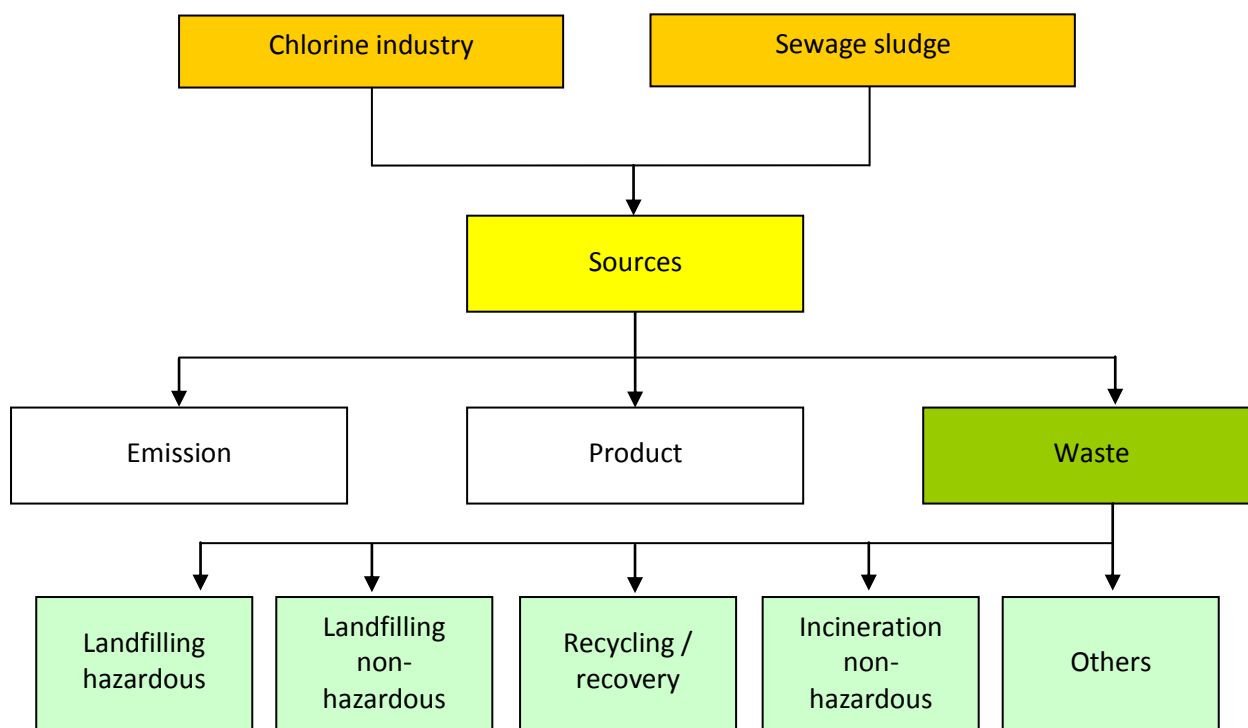 Chlorine industry
Sewage sludge
Sources
Emission
Product
Waste
Landfilling
hazardous
Landfilling
non-
hazardous
Recycling /
recovery
Incineration
non-
hazardous
Others